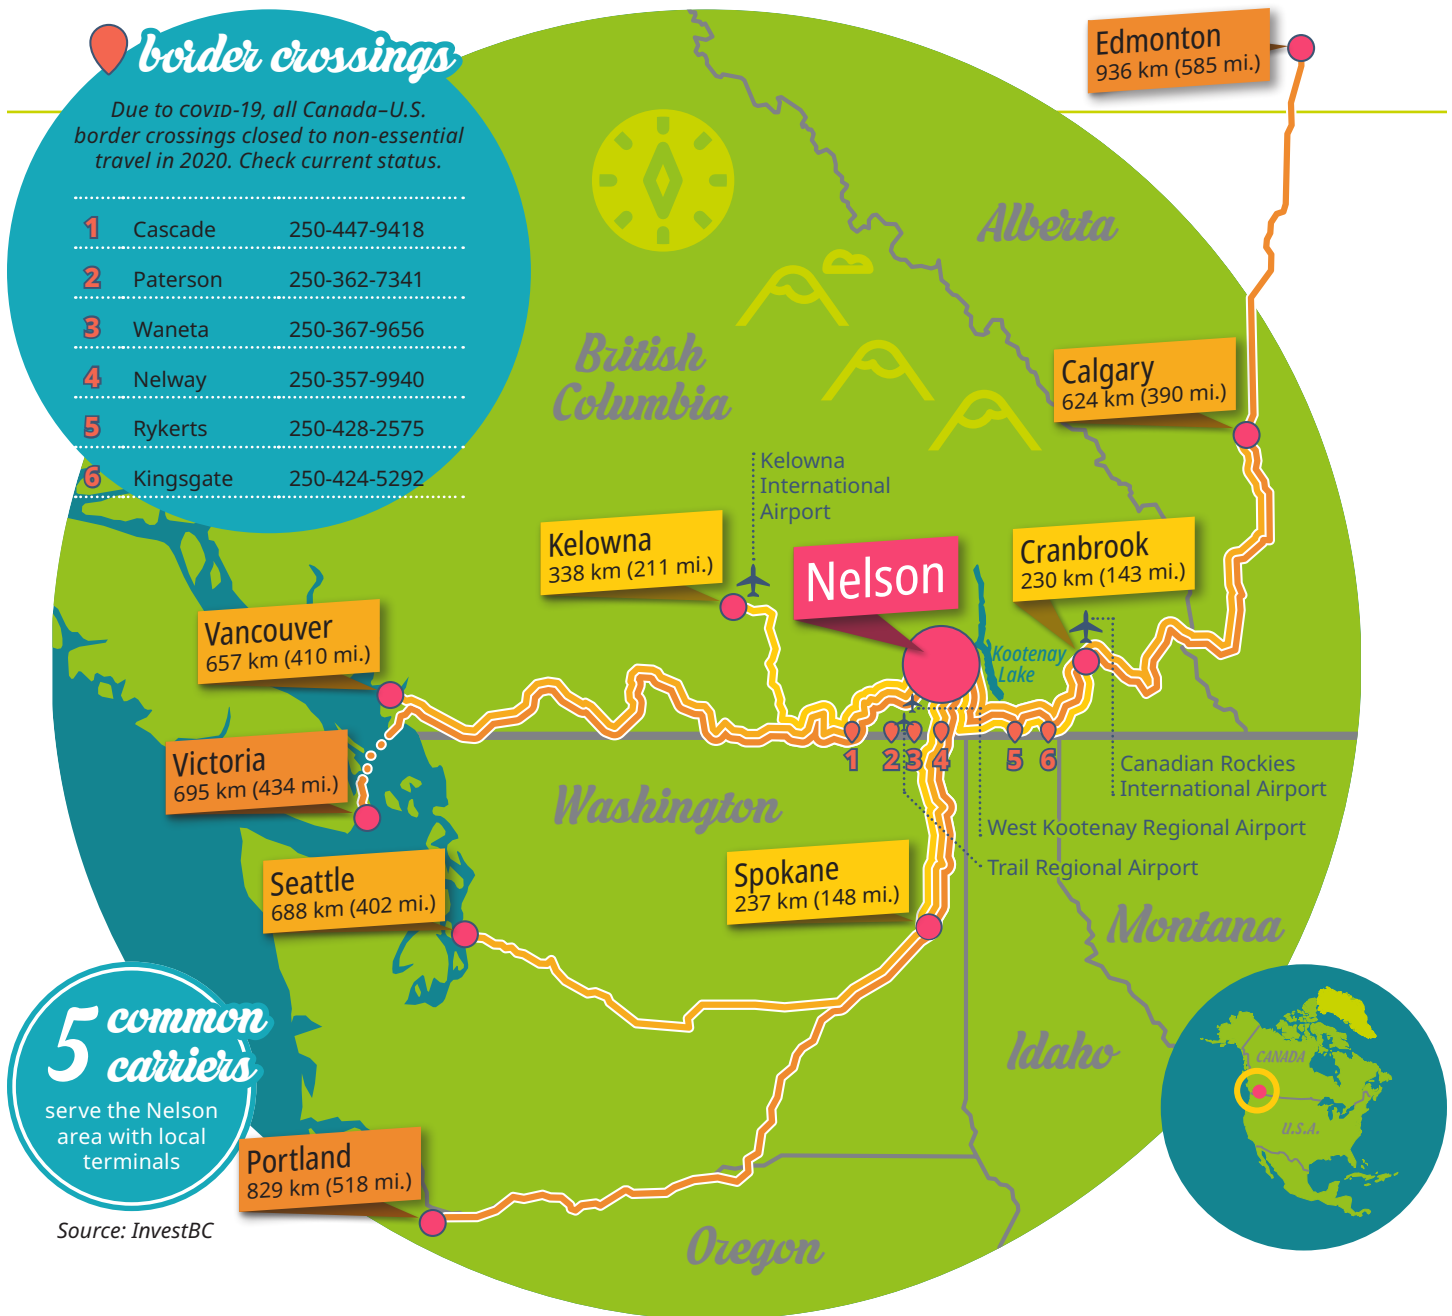 border crossings
Due to COVID-19, all Canada–U.S.
border crossings closed to non-essential
travel in 2020. Check current status.
1 Cascade 250-447-9418
2 Paterson 250-362-7341
3 Waneta 250-367-9656
4 Nelway 250-357-9940
5 Rykerts 250-428-2575
6 Kingsgate 250-424-5292
Edmonton
936 km (585 mi.)
Alberta
British
Columbia
Calgary
624 km (390 mi.)
Kelowna
International
Airport
Kelowna
338 km (211 mi.)
Nelson
Cranbrook
230 km (143 mi.)
Vancouver
657 km (410 mi.)
Kootenay
Lake
Victoria
695 km (434 mi.)
1 2 3 4 5 6
Canadian Rockies
International Airport
Washington
West Kootenay Regional Airport
Trail Regional Airport
Seattle
688 km (402 mi.)
Spokane
237 km (148 mi.)
Montana
Idaho
5 common
carriers
serve the Nelson
area with local
terminals
Source: InvestBC
Portland
829 km (518 mi.)
Oregon
CANADA
U.S.A.